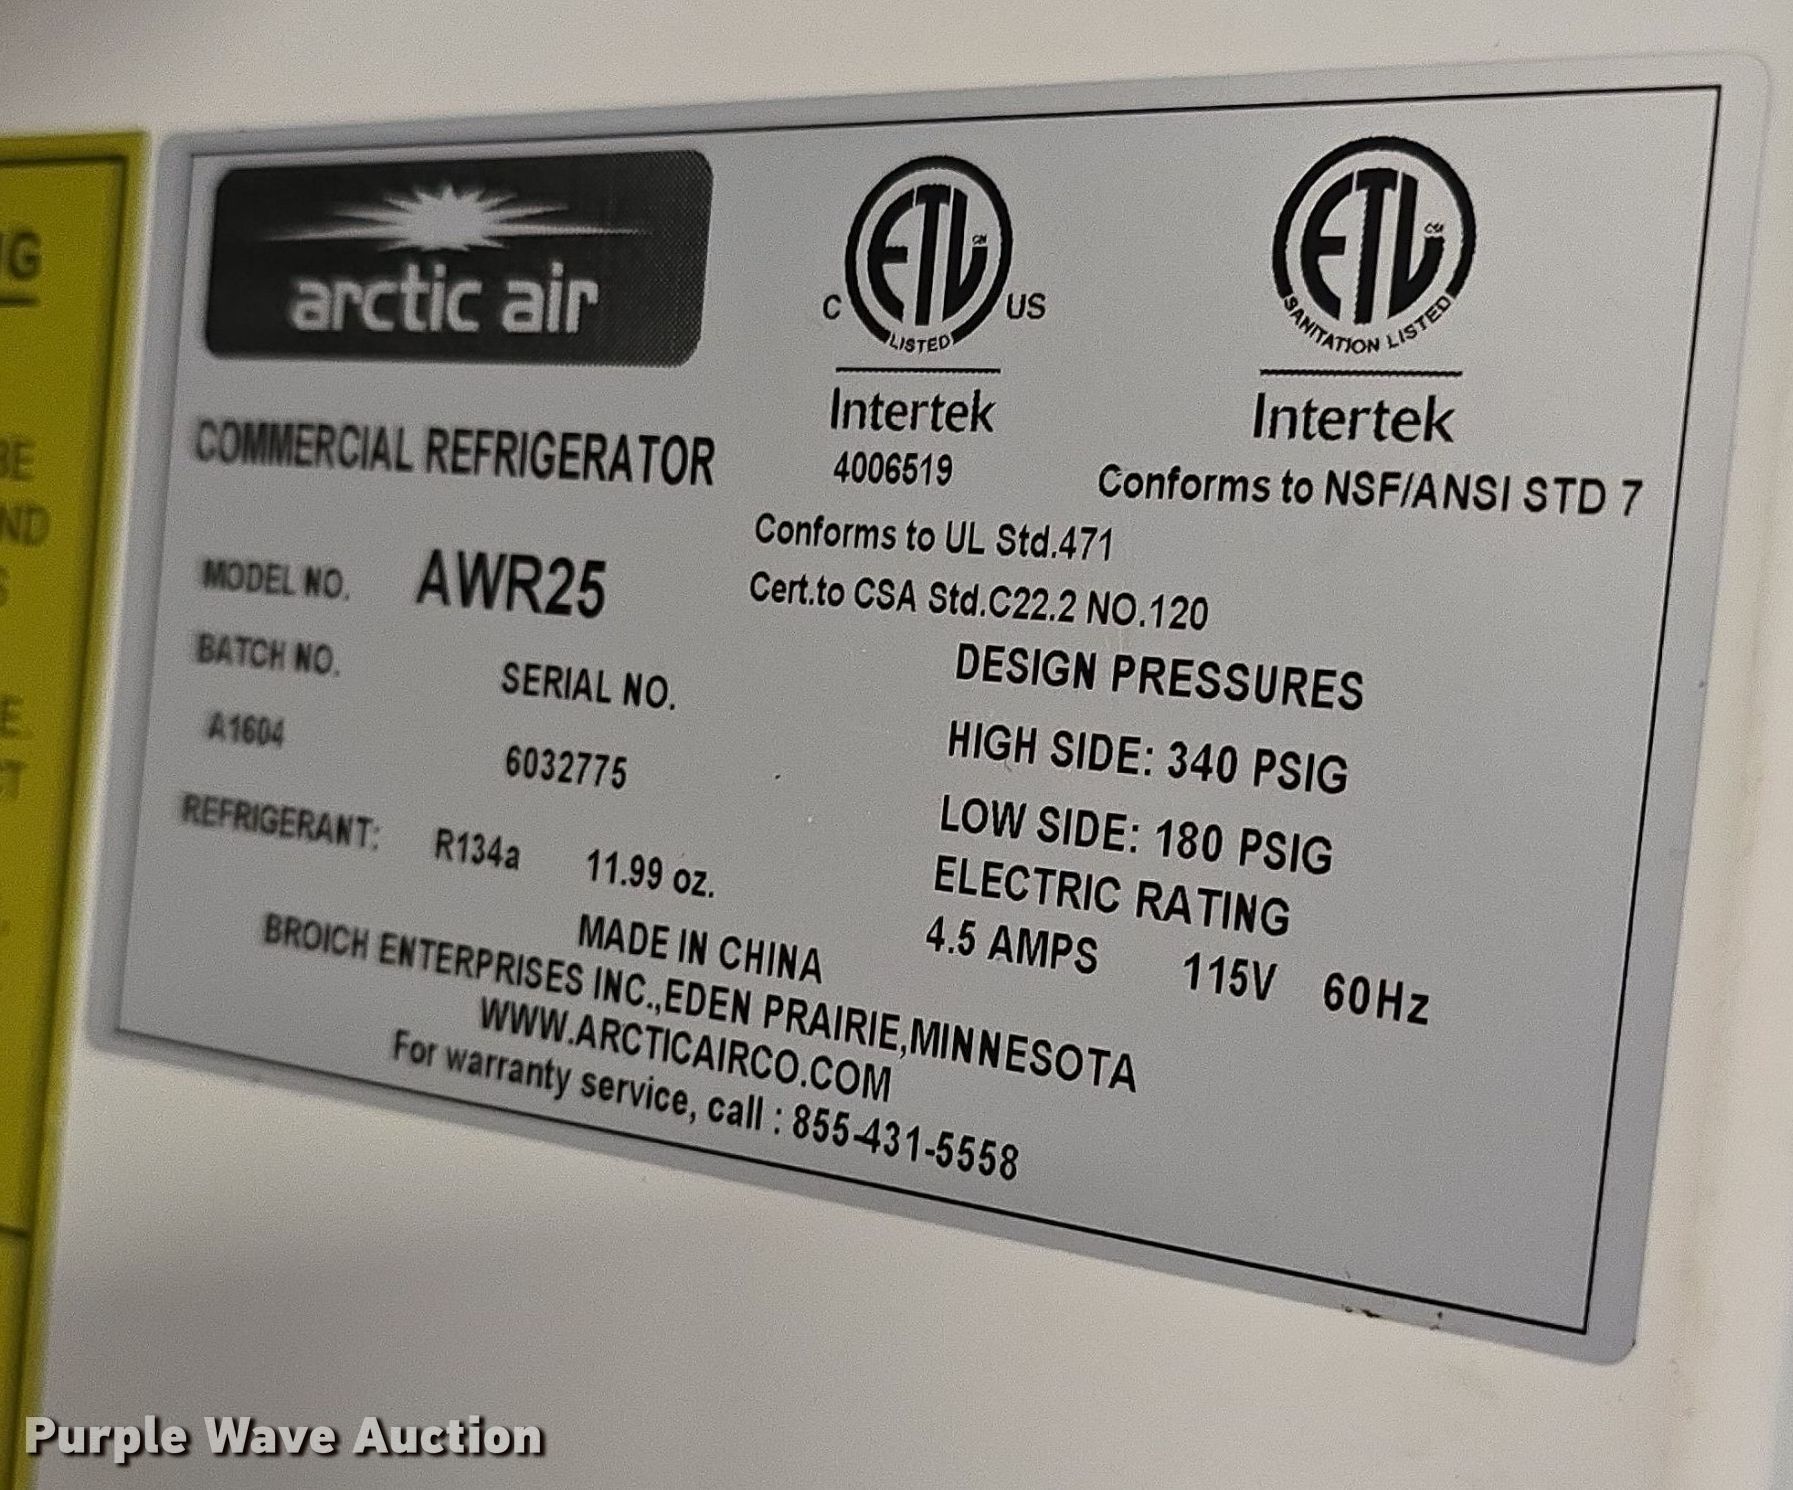 arctic air
ETL CM
C US
LISTED
Intertek
4006519
ETL CM
SANITATION LISTED
Intertek
Conforms to NSF/ANSI STD 7
COMMERCIAL REFRIGERATOR
Conforms to UL Std.471
Cert.to CSA Std.C22.2 NO.120
MODEL NO. AWR25
BATCH NO. SERIAL NO.
A1604 6032775
REFRIGERANT: R134a 11.99 oz.
DESIGN PRESSURES
HIGH SIDE: 340 PSIG
LOW SIDE: 180 PSIG
ELECTRIC RATING
4.5 AMPS 115V 60Hz
MADE IN CHINA
BROICH ENTERPRISES INC.,EDEN PRAIRIE,MINNESOTA
WWW.ARCTICAIRCO.COM
For warranty service, call : 855-431-5558
Purple Wave Auction